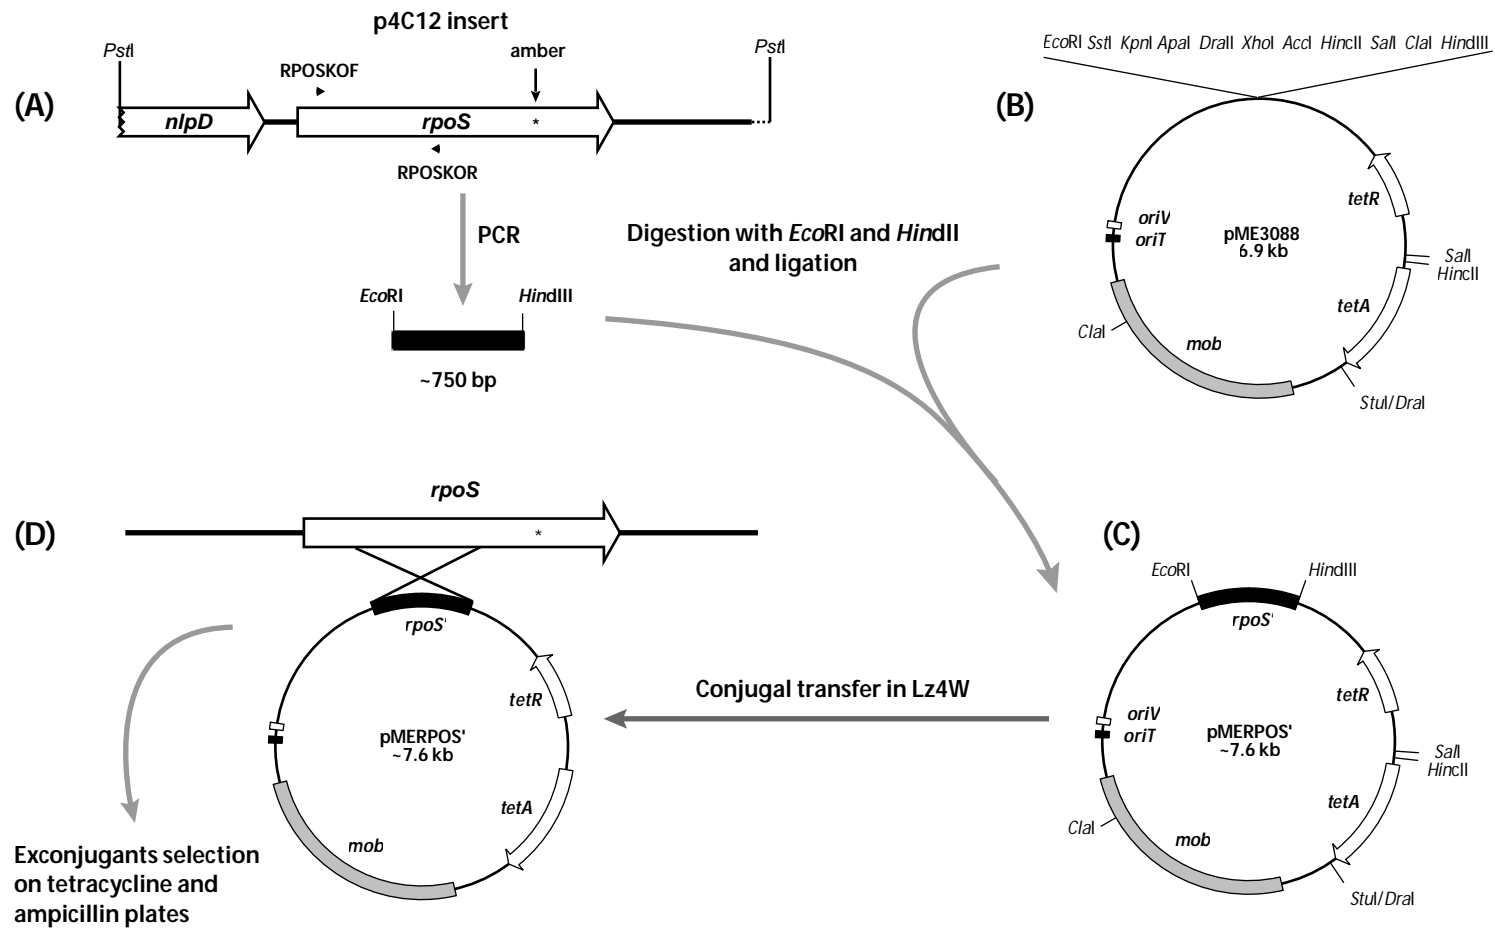 p4C12 insert
PstI
PstI
amber
RPOSKOF
(A)
nlpD
rpoS
*
RPOSKOR
PCR
EcoRI
HindIII
~750 bp
Digestion with EcoRI and HindII
and ligation
EcoRI SstI KpnI ApaI DraII XhoI AccI HincII SalI ClaI HindIII
(B)
tetR
oriV
oriT
pME3088
6.9 kb
SalI
HincII
tetA
ClaI
mob
StuI/DraI
(C)
EcoRI
HindIII
rpoS'
tetR
oriV
oriT
pMERPOS'
~7.6 kb
SalI
HincII
tetA
ClaI
mob
StuI/DraI
Conjugal transfer in Lz4W
(D)
rpoS
*
rpoS'
tetR
pMERPOS'
~7.6 kb
tetA
mob
Exconjugants selection
on tetracycline and
ampicillin plates